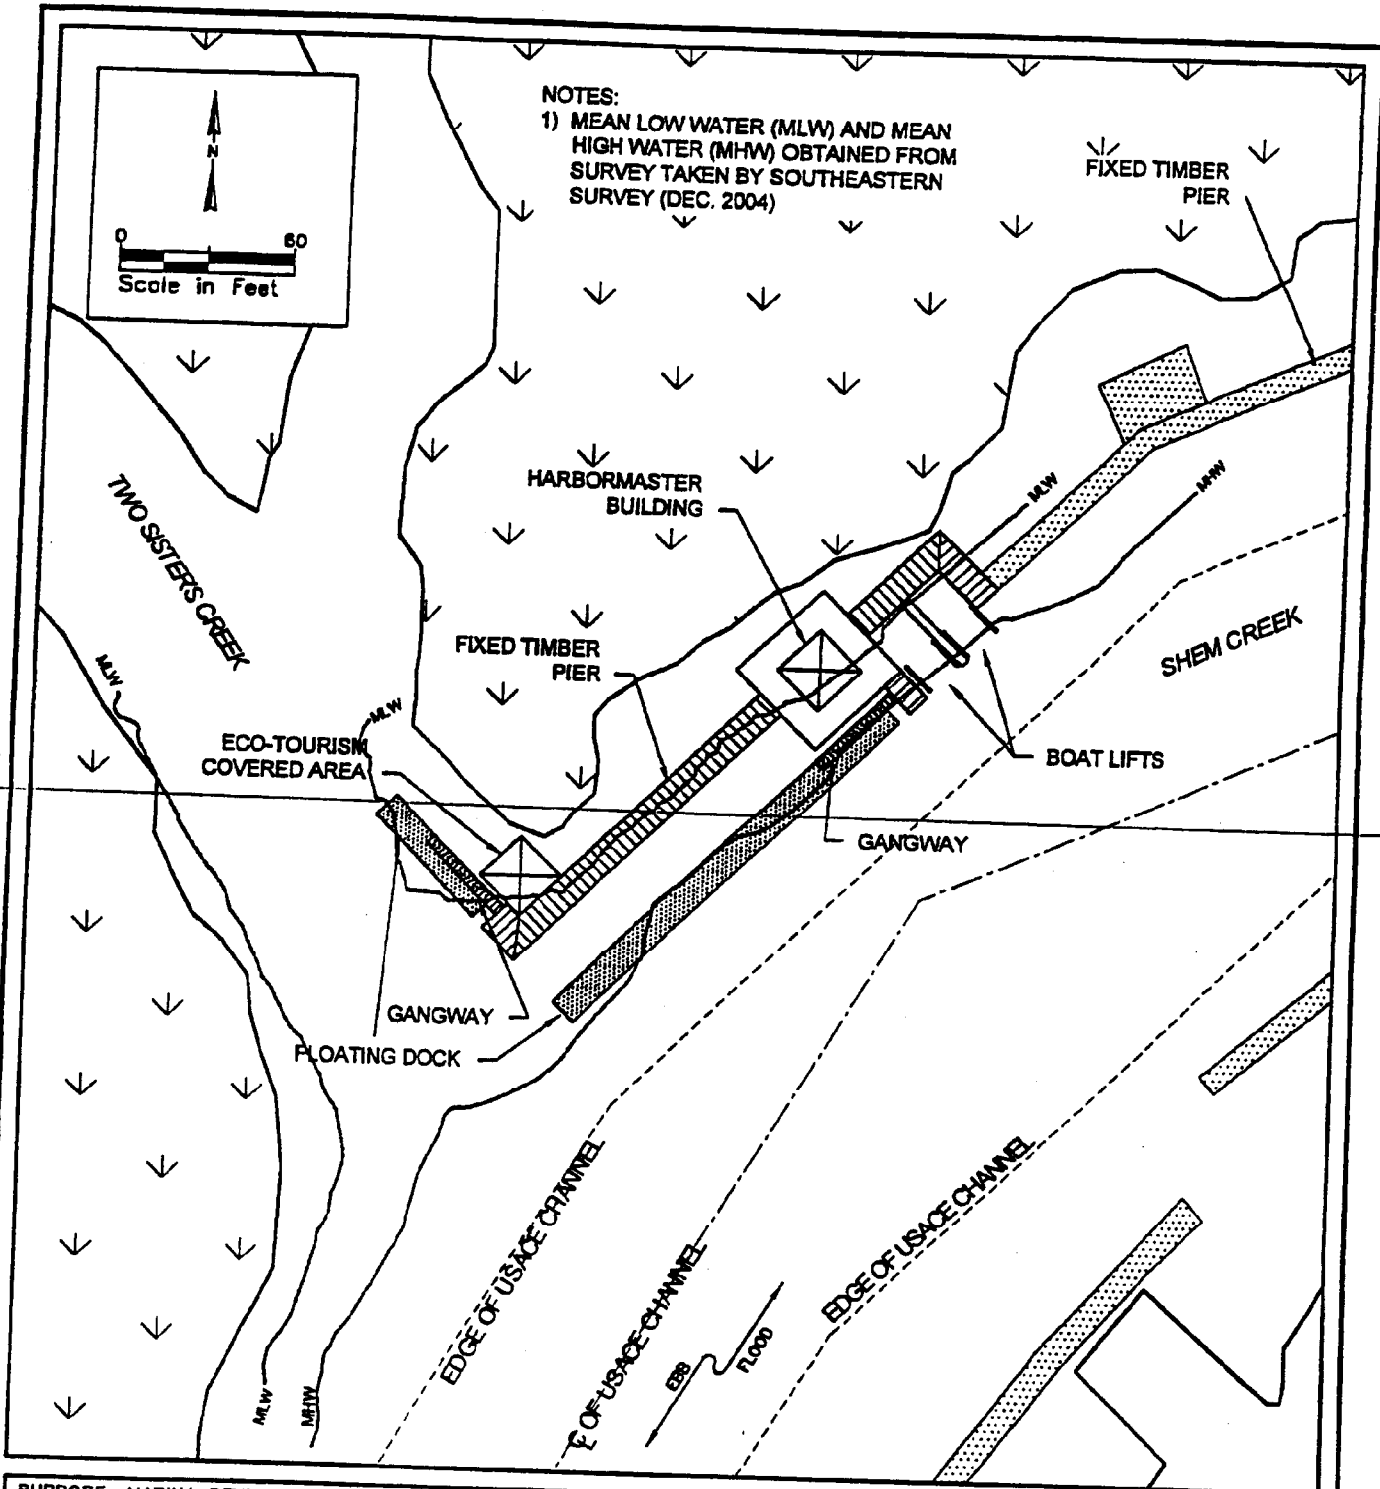 N
0 60
Scale in Feet
NOTES:
1) MEAN LOW WATER (MLW) AND MEAN
HIGH WATER (MHW) OBTAINED FROM
SURVEY TAKEN BY SOUTHEASTERN
SURVEY (DEC. 2004)
FIXED TIMBER
PIER
HARBORMASTER
BUILDING
MLW
MHW
TWO SISTERS CREEK
FIXED TIMBER
PIER
SHEM CREEK
MLW
MLW
ECO-TOURISM
COVERED AREA
BOAT LIFTS
GANGWAY
GANGWAY
FLOATING DOCK
EDGE OF USACE CHANNEL
℄ OF USACE CHANNEL
EDGE OF USACE CHANNEL
EBB
FLOOD
MLW
MHW